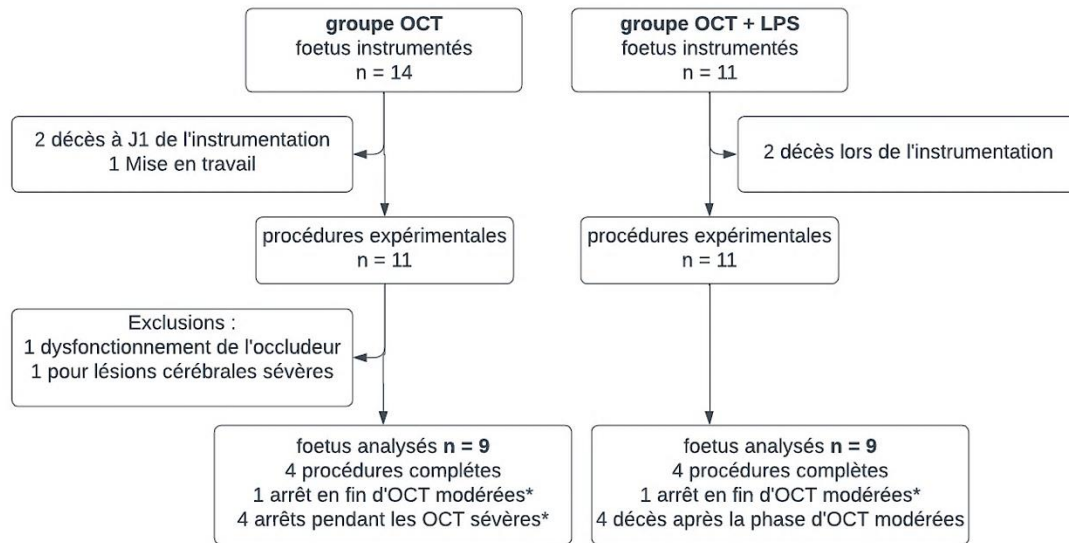 groupe OCT
foetus instrumentés
n = 14
groupe OCT + LPS
foetus instrumentés
n = 11
2 décès à J1 de l'instrumentation
1 Mise en travail
2 décès lors de l'instrumentation
procédures expérimentales
n = 11
procédures expérimentales
n = 11
Exclusions :
1 dysfonctionnement de l'occludeur
1 pour lésions cérébrales sévères
foetus analysés n = 9
4 procédures complétes
1 arrêt en fin d'OCT modérées*
4 arrêts pendant les OCT sévères*
foetus analysés n = 9
4 procédures complètes
1 arrêt en fin d'OCT modérées*
4 décès après la phase d'OCT modérées